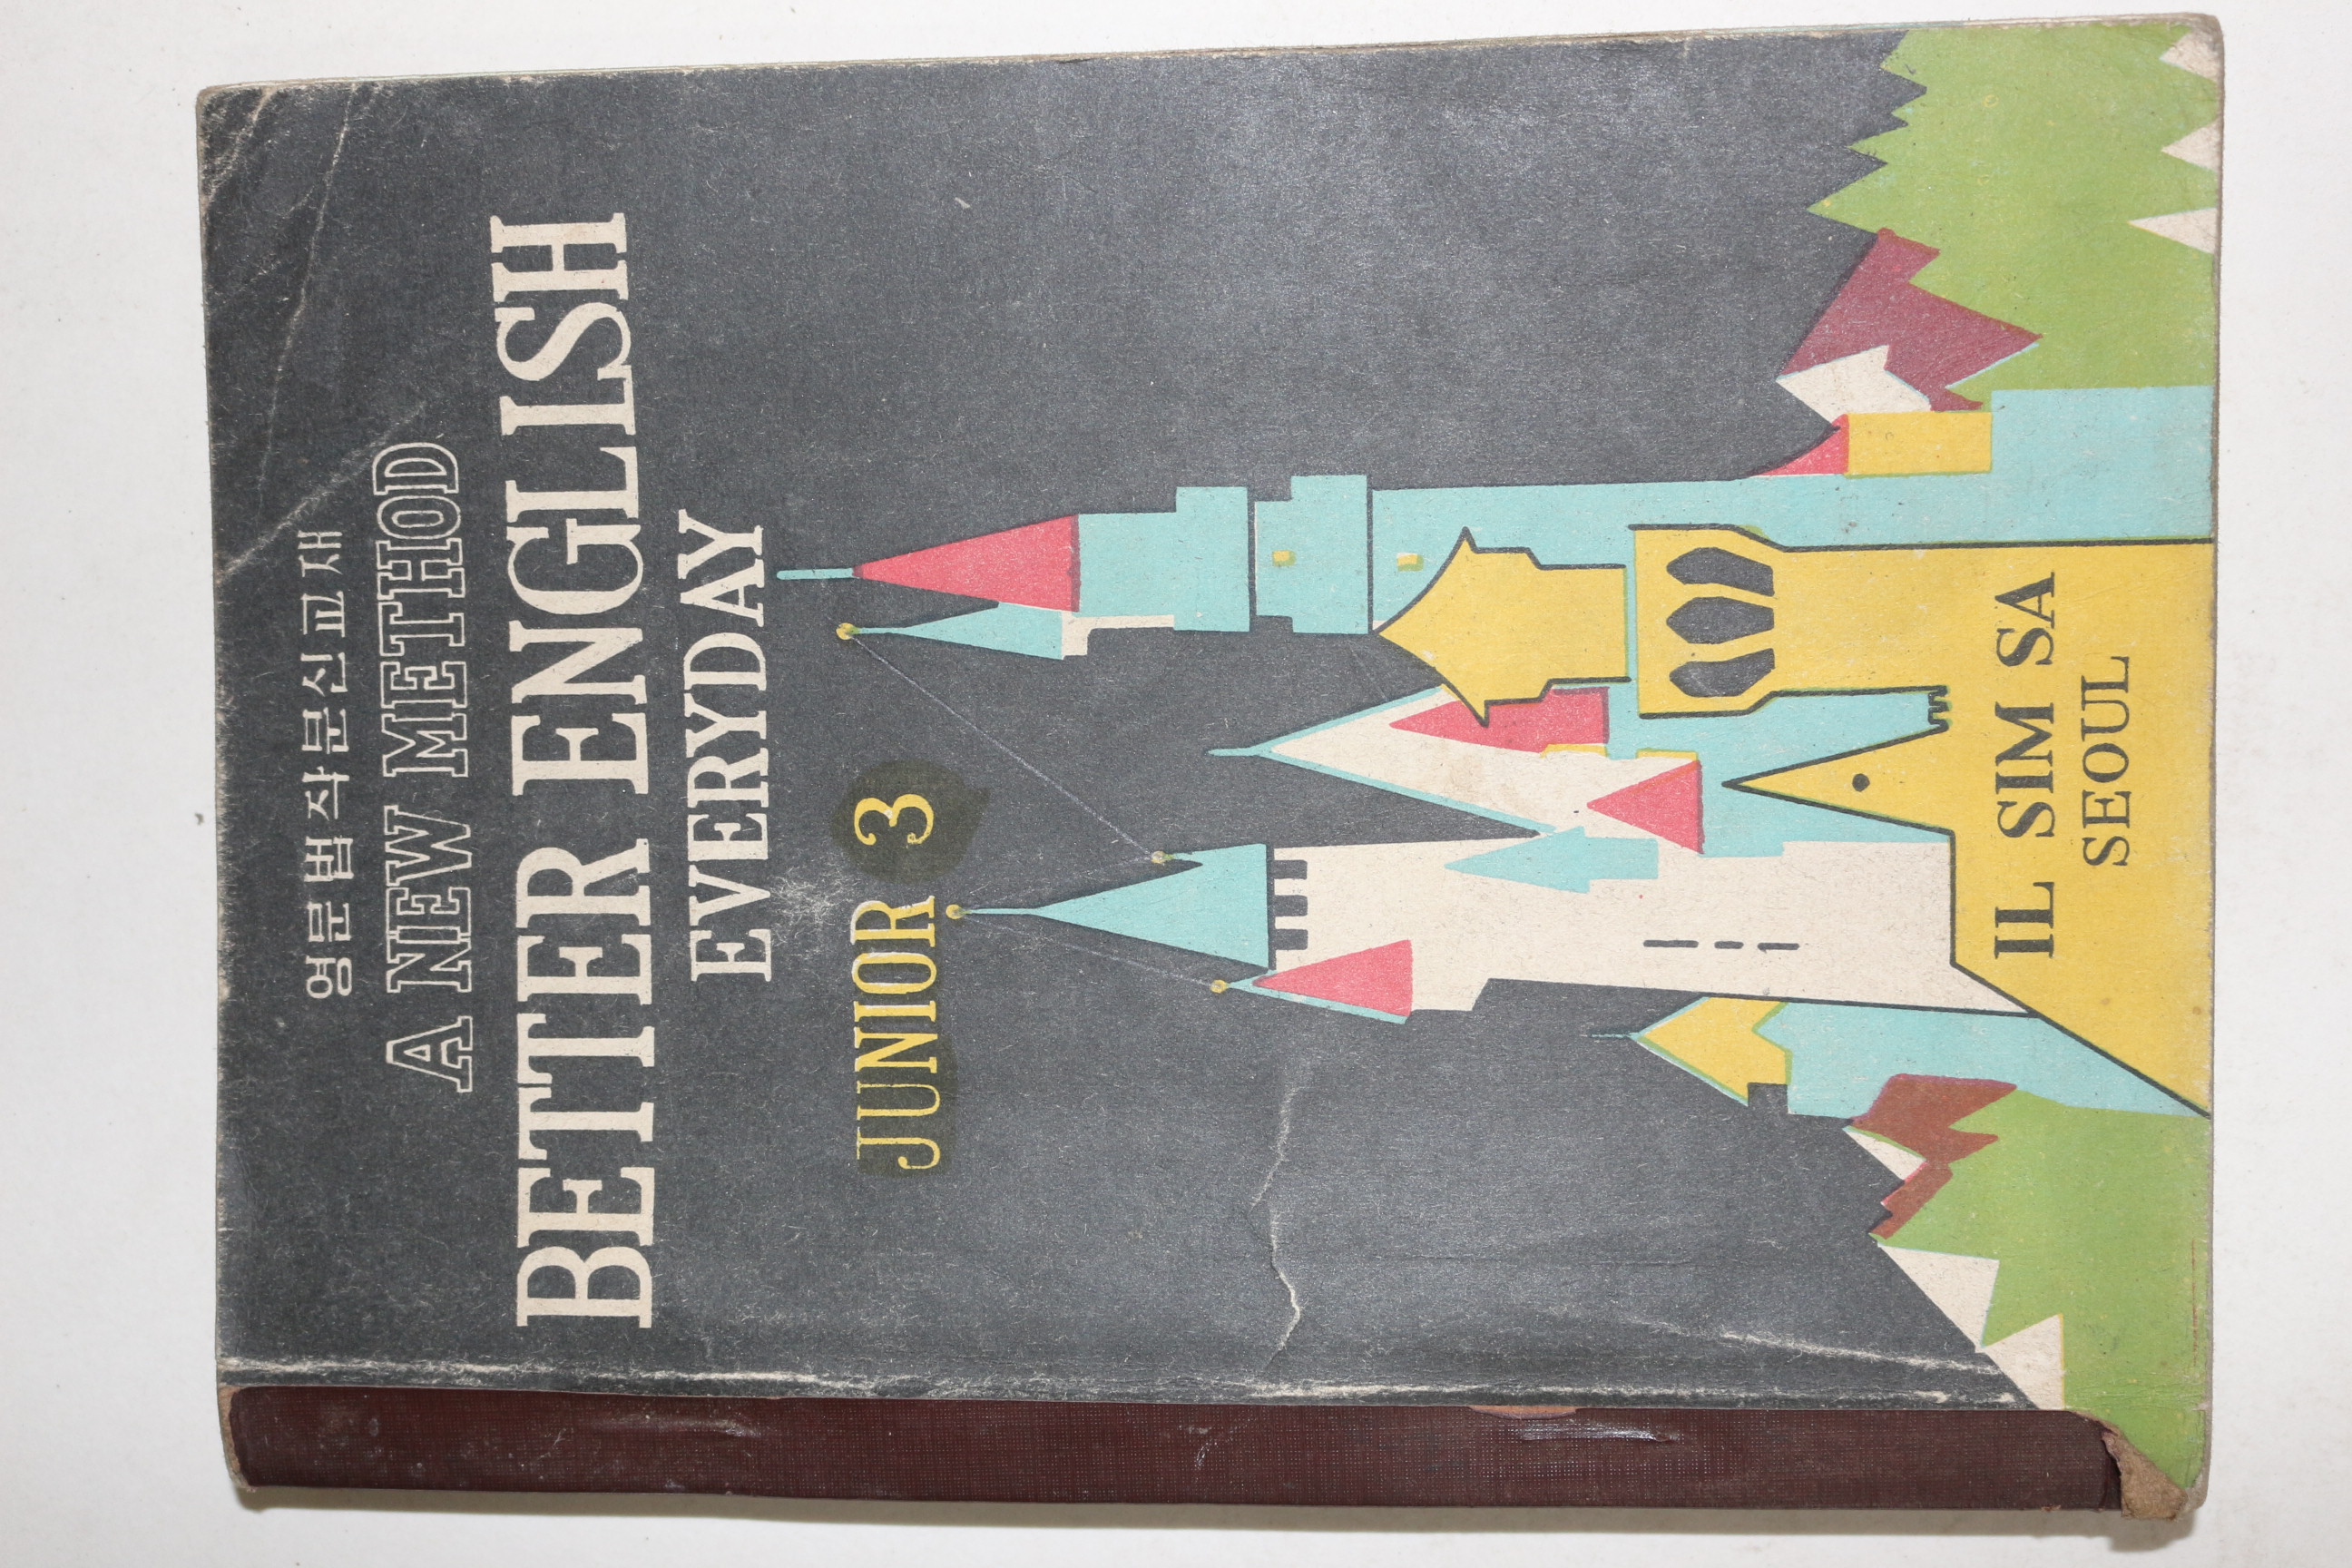 영문법작문신교재
A NEW METHOD
BETTER ENGLISH
EVERYDAY
JUNIOR 3
IL SIM SA
SEOUL